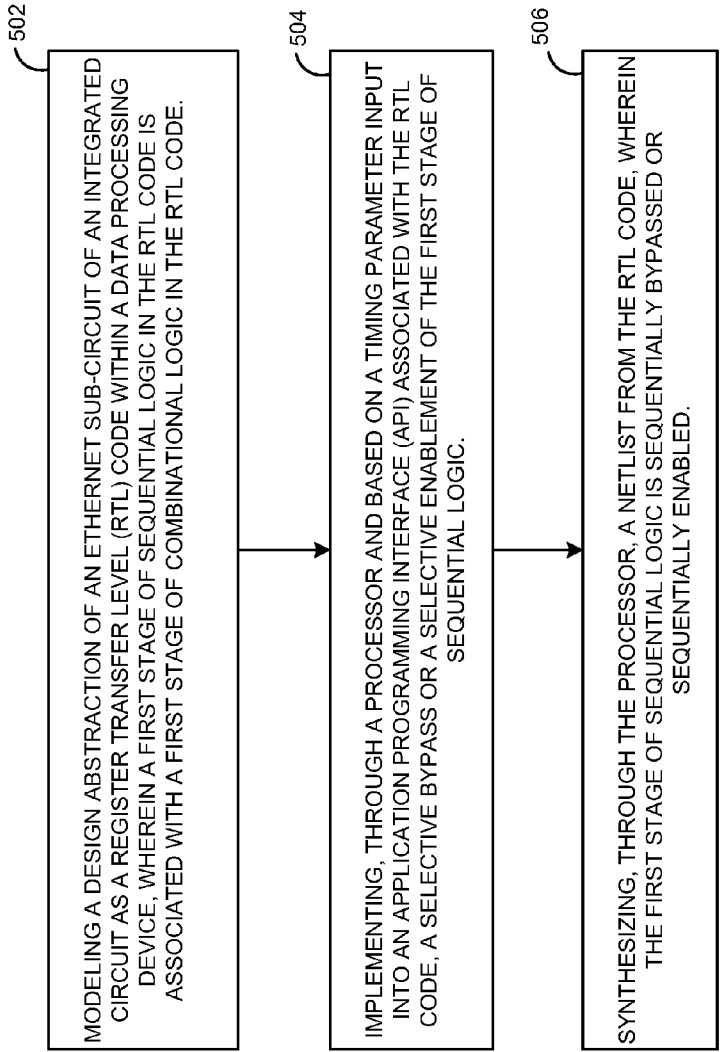 502
MODELING A DESIGN ABSTRACTION OF AN ETHERNET SUB-CIRCUIT OF AN INTEGRATED
CIRCUIT AS A REGISTER TRANSFER LEVEL (RTL) CODE WITHIN A DATA PROCESSING
DEVICE, WHEREIN A FIRST STAGE OF SEQUENTIAL LOGIC IN THE RTL CODE IS
ASSOCIATED WITH A FIRST STAGE OF COMBINATIONAL LOGIC IN THE RTL CODE.
504
IMPLEMENTING, THROUGH A PROCESSOR AND BASED ON A TIMING PARAMETER INPUT
INTO AN APPLICATION PROGRAMMING INTERFACE (API) ASSOCIATED WITH THE RTL
CODE, A SELECTIVE BYPASS OR A SELECTIVE ENABLEMENT OF THE FIRST STAGE OF
SEQUENTIAL LOGIC.
506
SYNTHESIZING, THROUGH THE PROCESSOR, A NETLIST FROM THE RTL CODE, WHEREIN
THE FIRST STAGE OF SEQUENTIAL LOGIC IS SEQUENTIALLY BYPASSED OR
SEQUENTIALLY ENABLED.